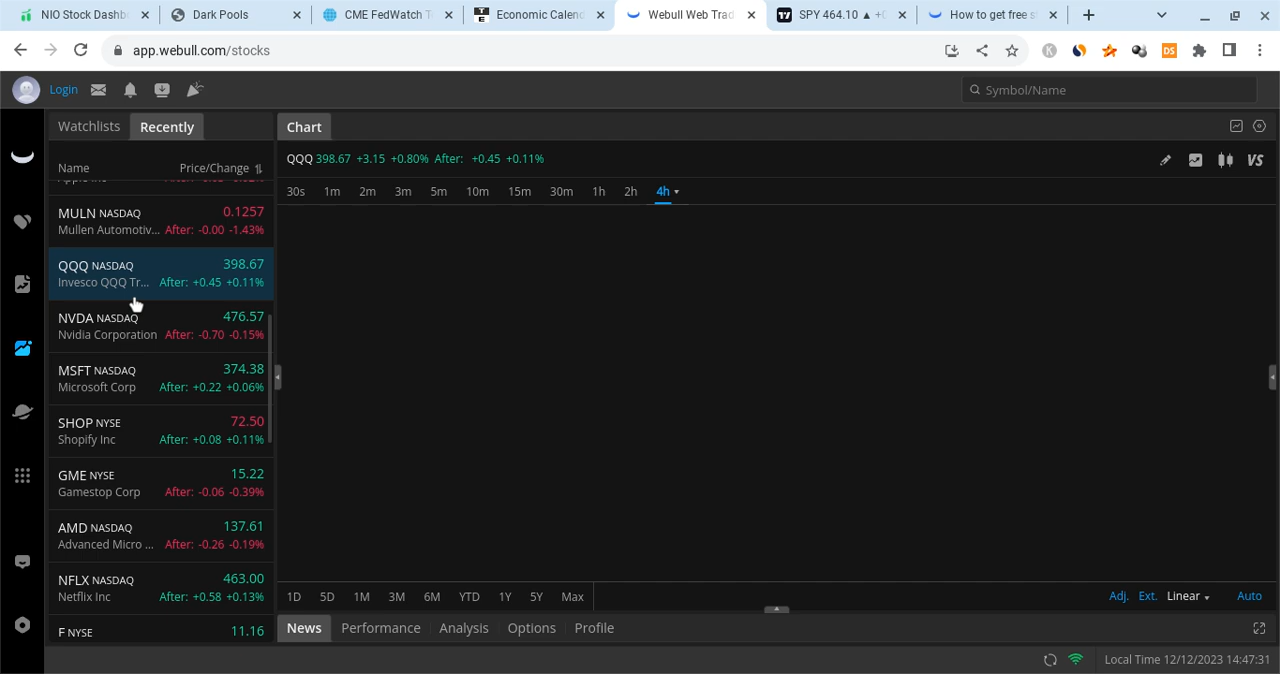 NIO Stock Dashb
Dark Pools
CME FedWatch T
Economic Calend
Webull Web Trad
SPY 464.10 ▲ +0
How to get free s
app.webull.com/stocks
Login
Symbol/Name
Watchlists
Recently
Chart
Name
Price/Change
QQQ 398.67 +3.15 +0.80% After: +0.45 +0.11%
VS
30s 1m 2m 3m 5m 10m 15m 30m 1h 2h 4h
MULN NASDAQ 0.1257
Mullen Automotiv... After: -0.00 -1.43%
QQQ NASDAQ 398.67
Invesco QQQ Tr... After: +0.45 +0.11%
NVDA NASDAQ 476.57
Nvidia Corporation After: -0.70 -0.15%
MSFT NASDAQ 374.38
Microsoft Corp After: +0.22 +0.06%
SHOP NYSE 72.50
Shopify Inc After: +0.08 +0.11%
GME NYSE 15.22
Gamestop Corp After: -0.06 -0.39%
AMD NASDAQ 137.61
Advanced Micro ... After: -0.26 -0.19%
NFLX NASDAQ 463.00
Netflix Inc After: +0.58 +0.13%
F NYSE 11.16
1D 5D 1M 3M 6M YTD 1Y 5Y Max
Adj. Ext. Linear Auto
News Performance Analysis Options Profile
Local Time 12/12/2023 14:47:31